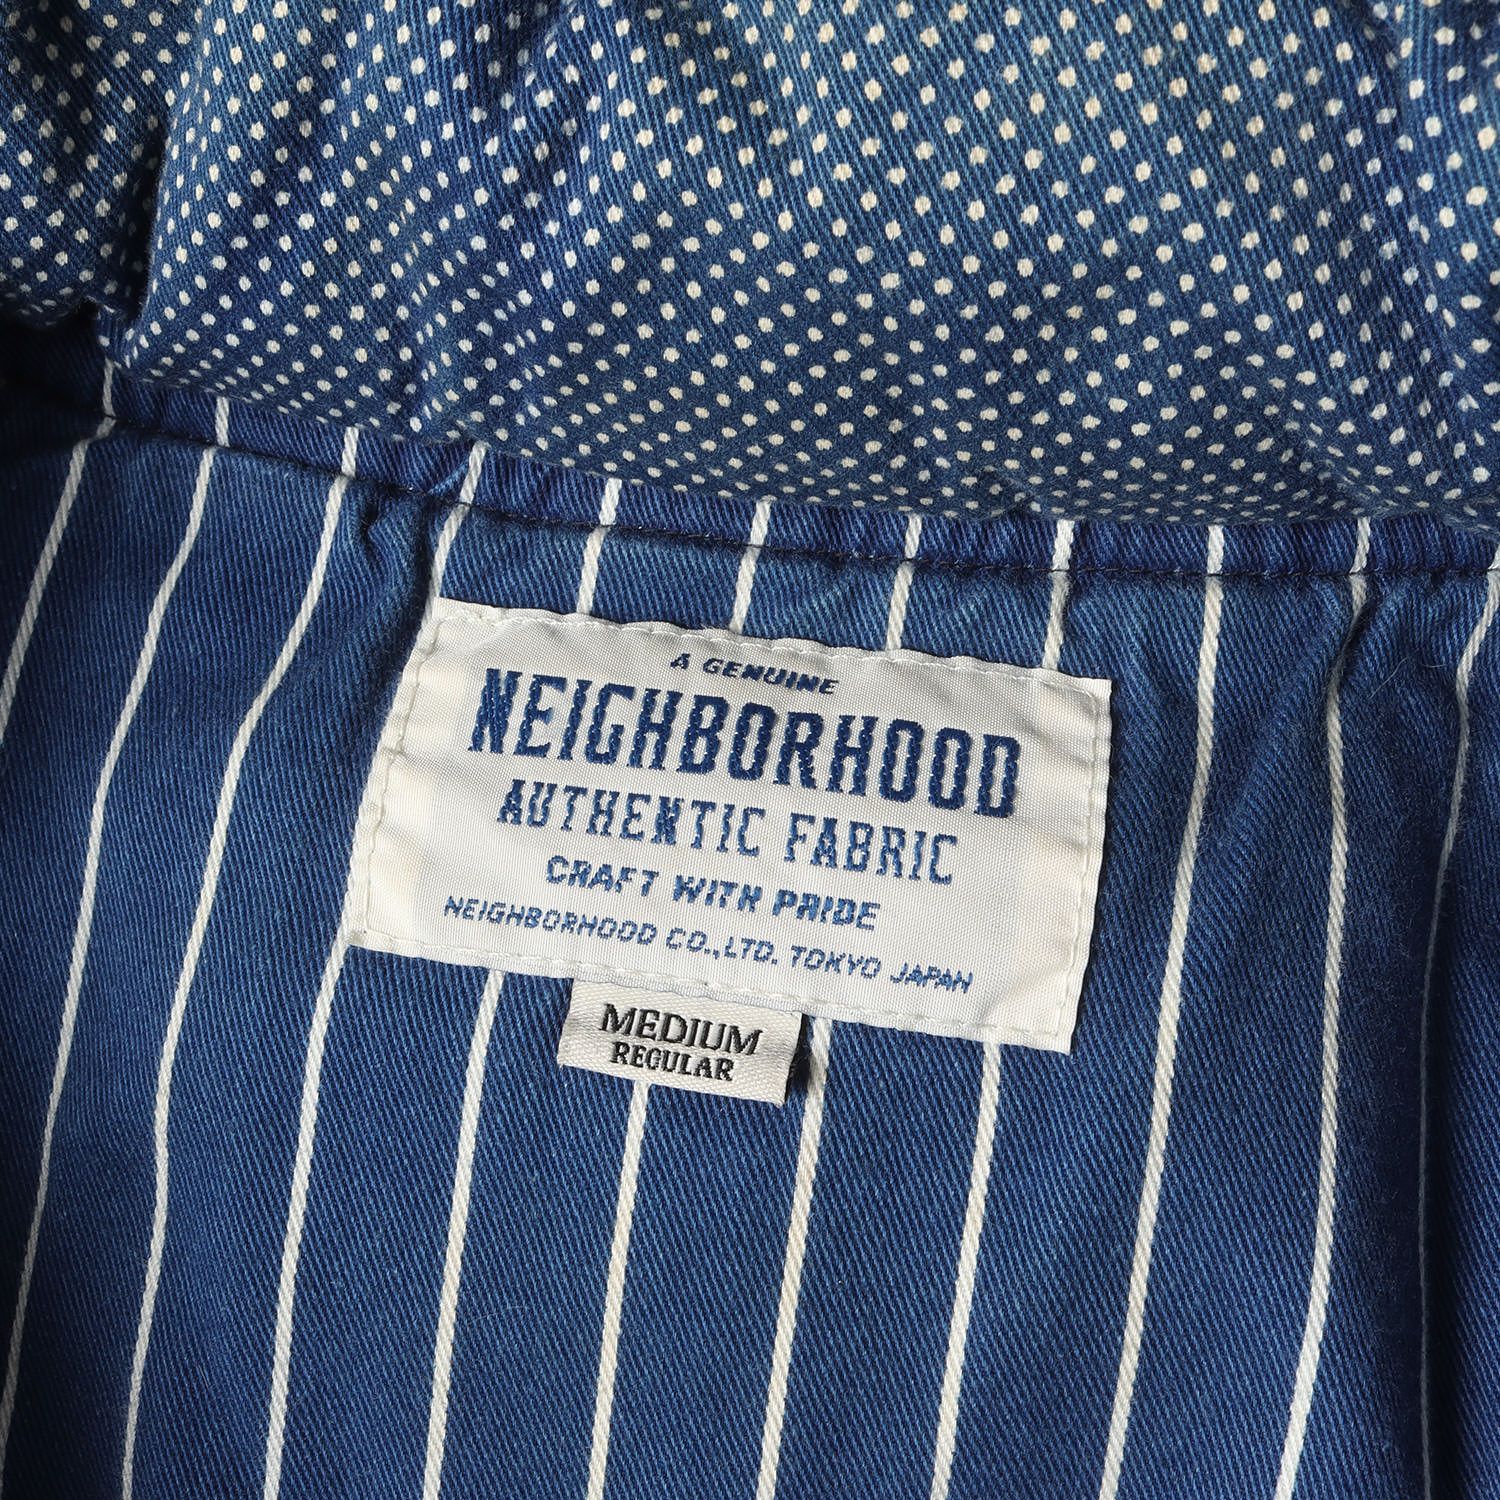 A GENUINE
NEIGHBORHOOD
AUTHENTIC FABRIC
CRAFT WITH PRIDE
NEIGHBORHOOD CO.,LTD. TOKYO JAPAN
MEDIUM
REGULAR